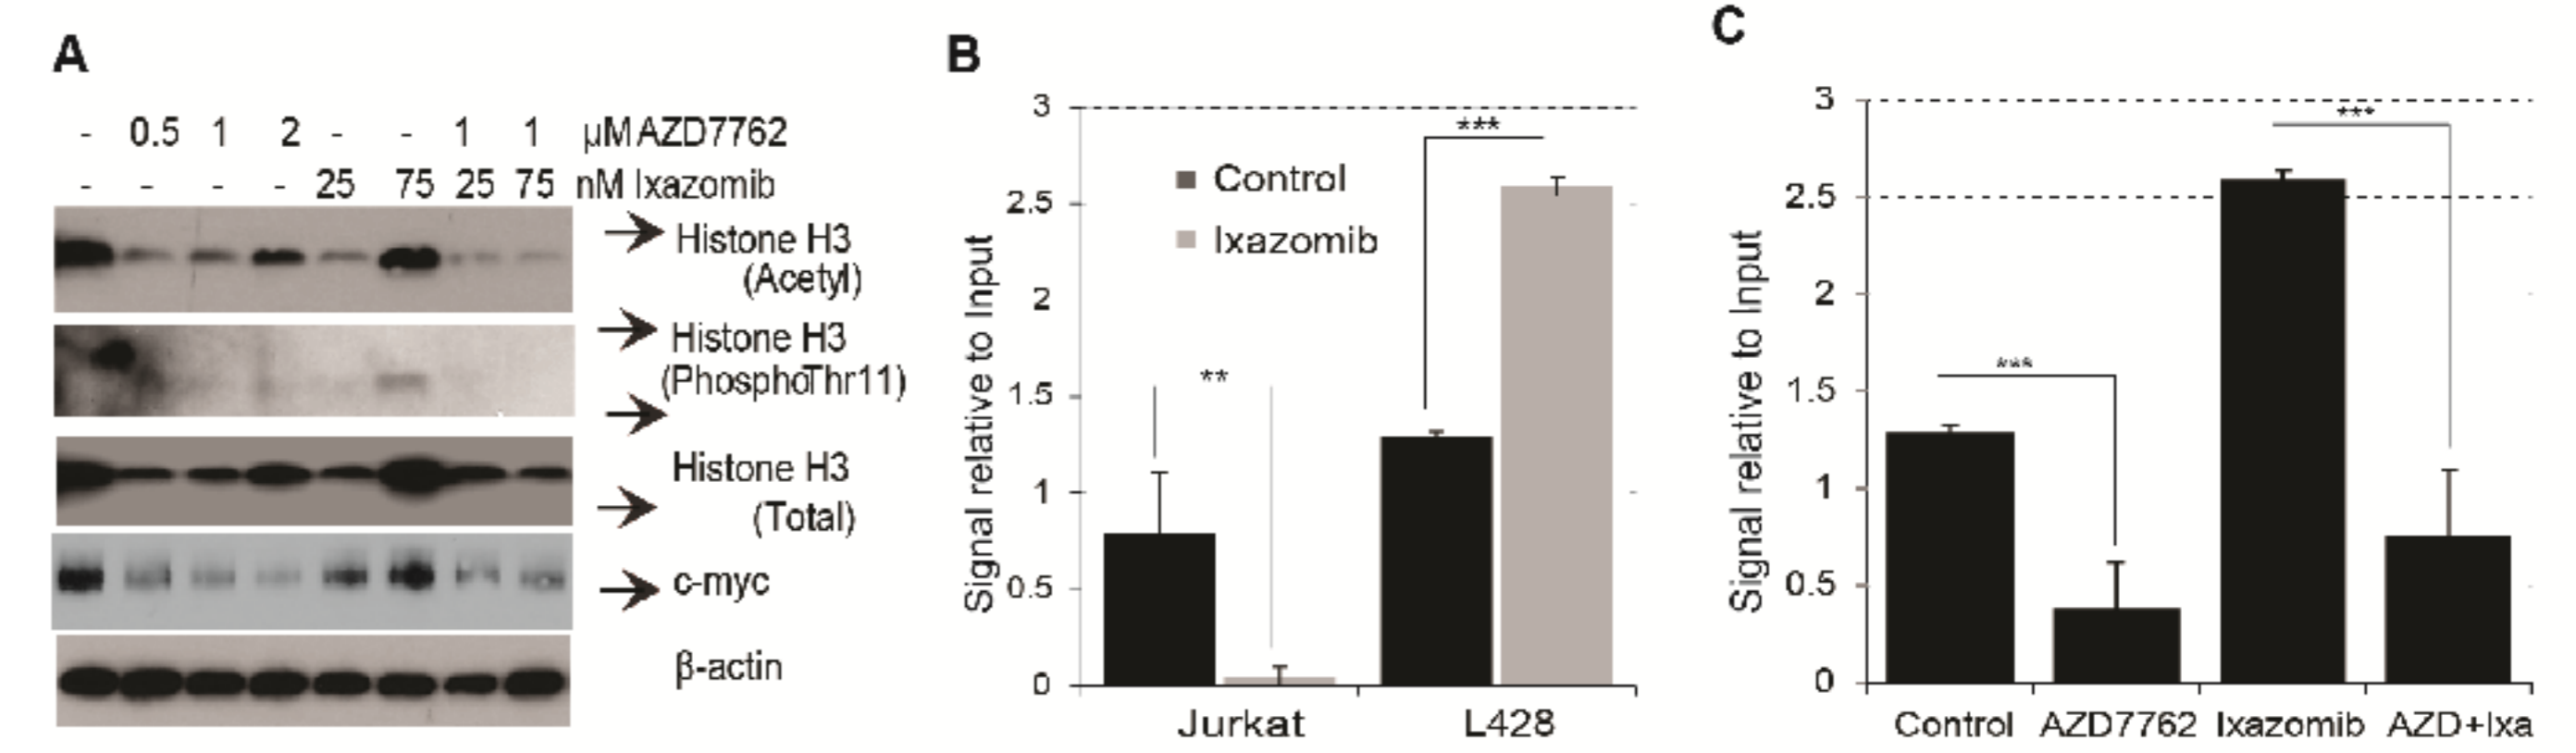 A
- 0.5 1 2 - - 1 1 µM AZD7762
- - - - 25 75 25 75 nM Ixazomib
Histone H3
(Acetyl)
Histone H3
(PhosphoThr11)
Histone H3
(Total)
c-myc
β-actin
B
Signal relative to Input
3
2.5
2
1.5
1
0.5
0
Control
Ixazomib
**
***
Jurkat L428
C
Signal relative to Input
3
2.5
2
1.5
1
0.5
0
***
***
Control AZD7762 Ixazomib AZD+Ixa